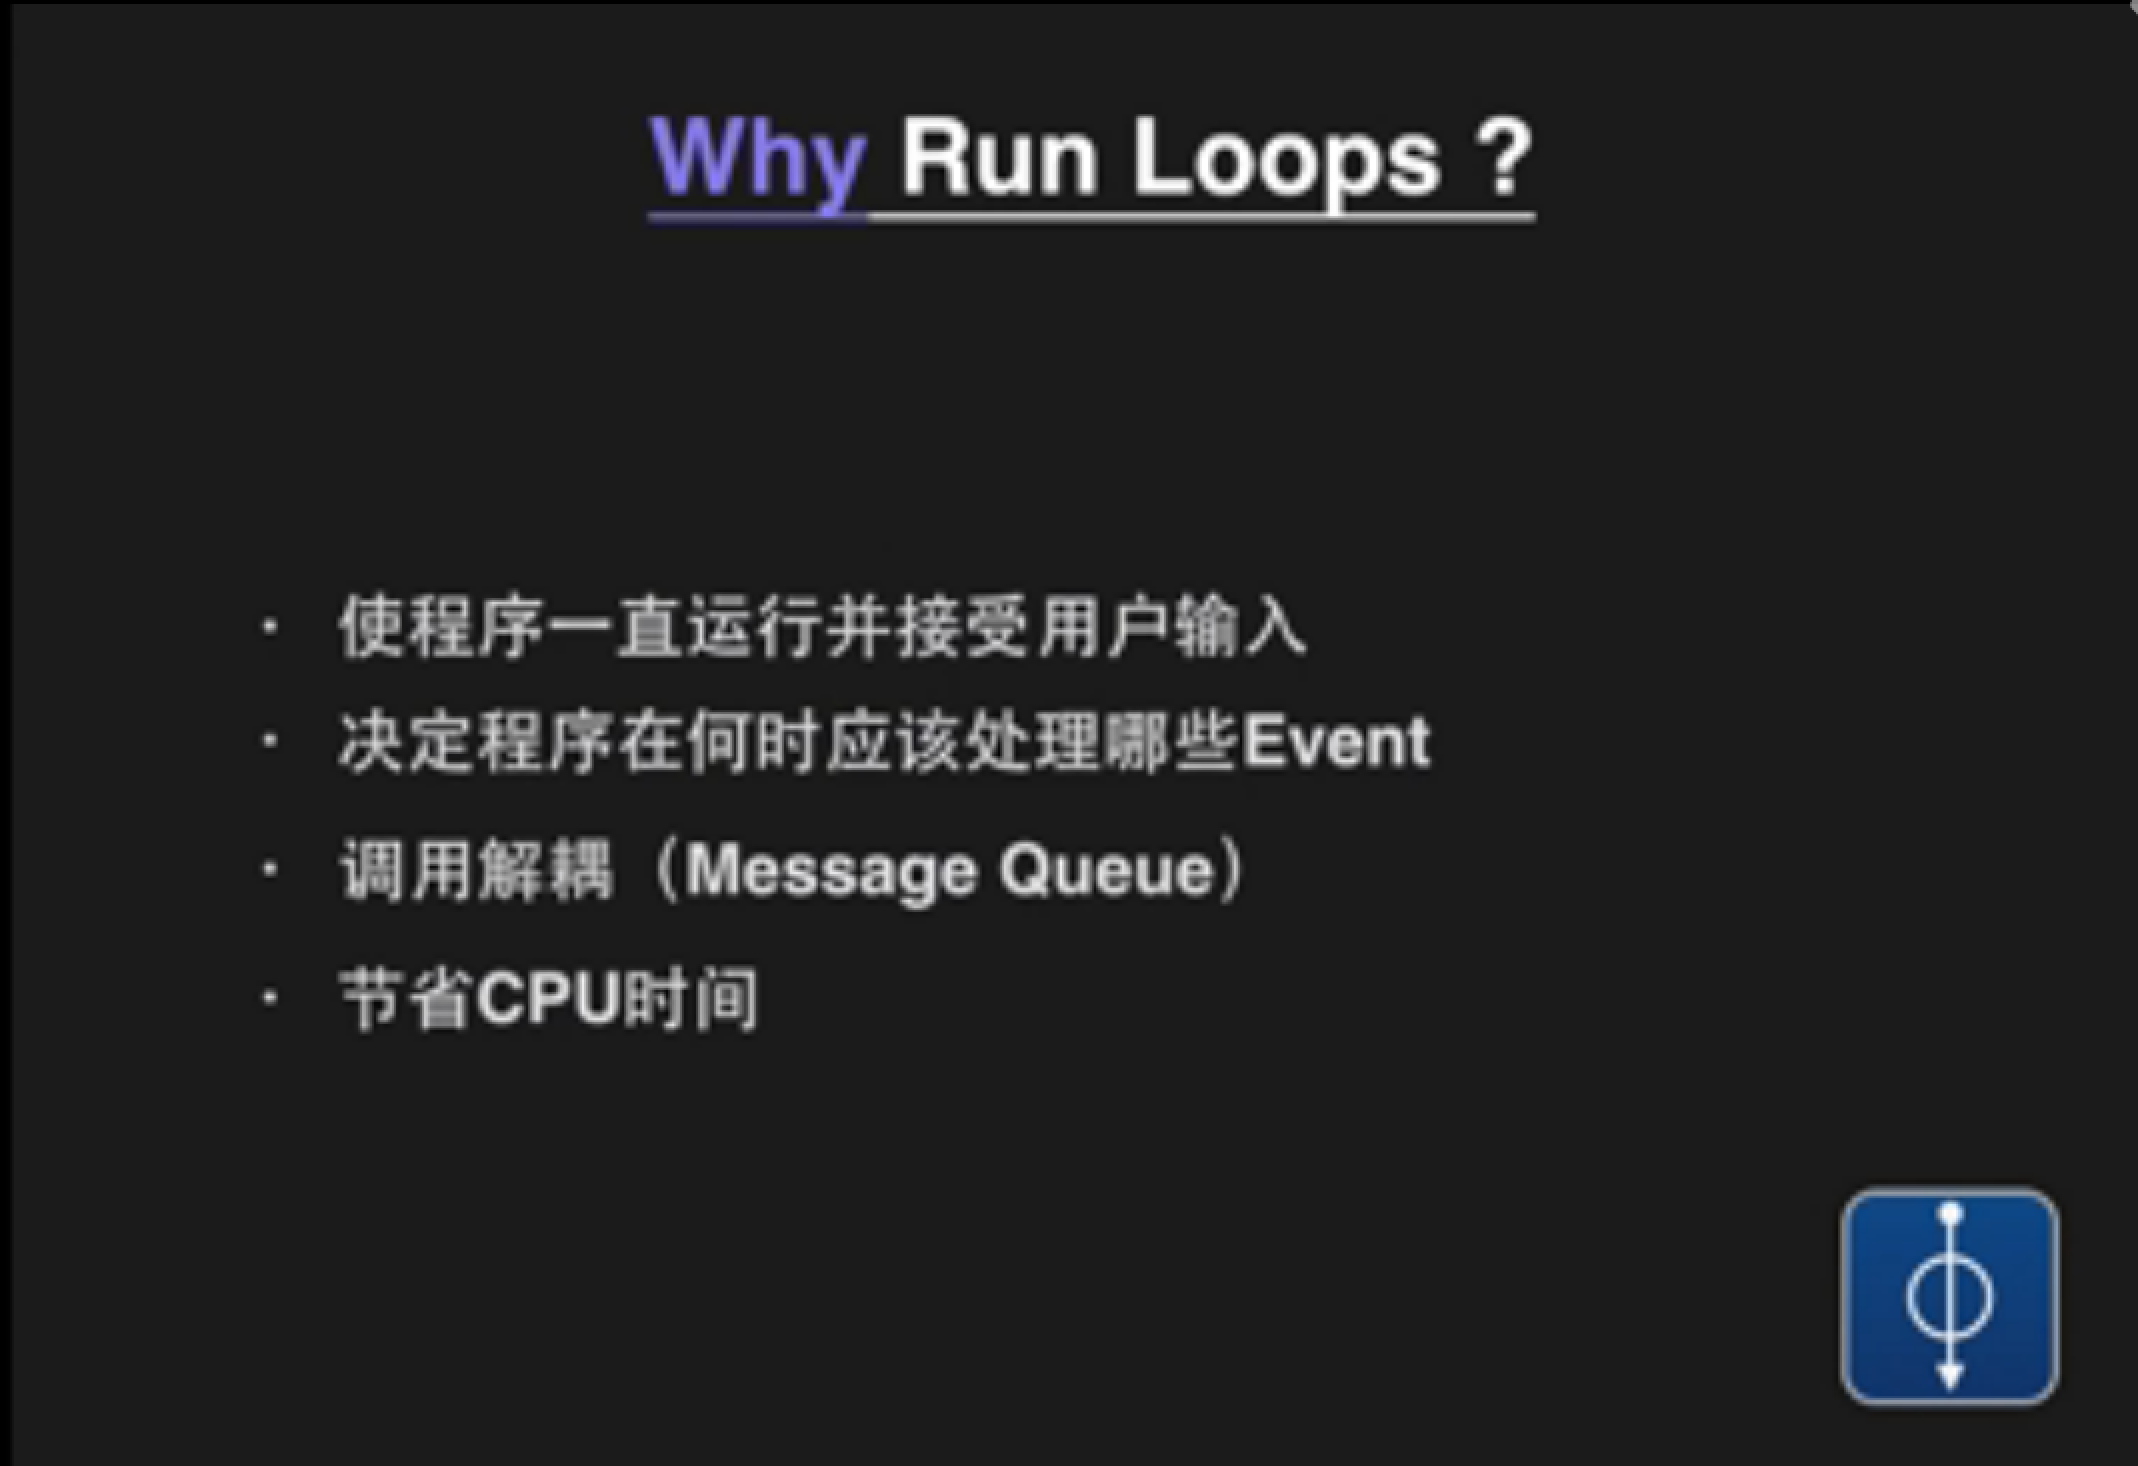 Why Run Loops ?
· 使程序一直运行并接受用户输入
· 决定程序在何时应该处理哪些Event
· 调用解耦（Message Queue）
· 节省CPU时间